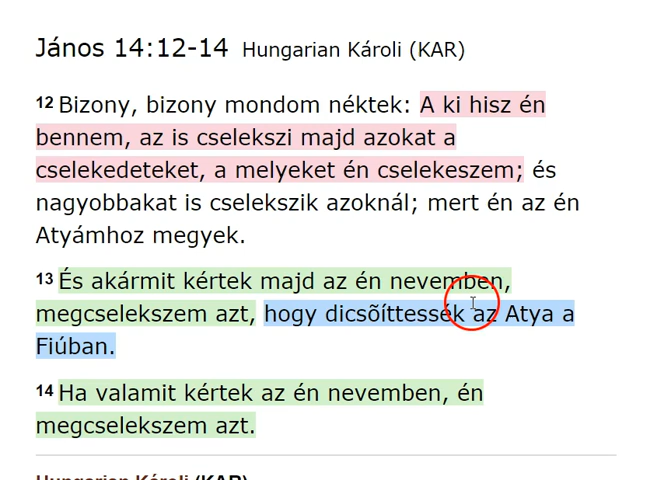 János 14:12-14 Hungarian Károli (KAR)
12 Bizony, bizony mondom néktek: A ki hisz én
bennem, az is cselekszi majd azokat a
cselekedeteket, a melyeket én cselekeszem; és
nagyobbakat is cselekszik azoknál; mert én az én
Atyámhoz megyek.
13 És akármit kértek majd az én nevemben,
megcselekszem azt, hogy dicsõíttessék az Atya a
Fiúban.
14 Ha valamit kértek az én nevemben, én
megcselekszem azt.
Hungarian Károli (KAR)